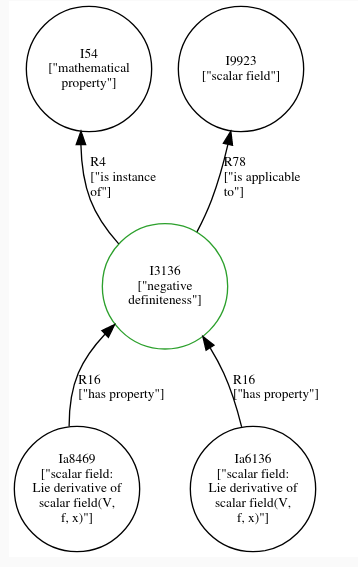 I54
["mathematical
property"]
I9923
["scalar field"]
R4
["is instance
of"]
R78
["is applicable
to"]
I3136
["negative
definiteness"]
R16
["has property"]
R16
["has property"]
Ia8469
["scalar field:
Lie derivative of
scalar field(V,
f, x)"]
Ia6136
["scalar field:
Lie derivative of
scalar field(V,
f, x)"]